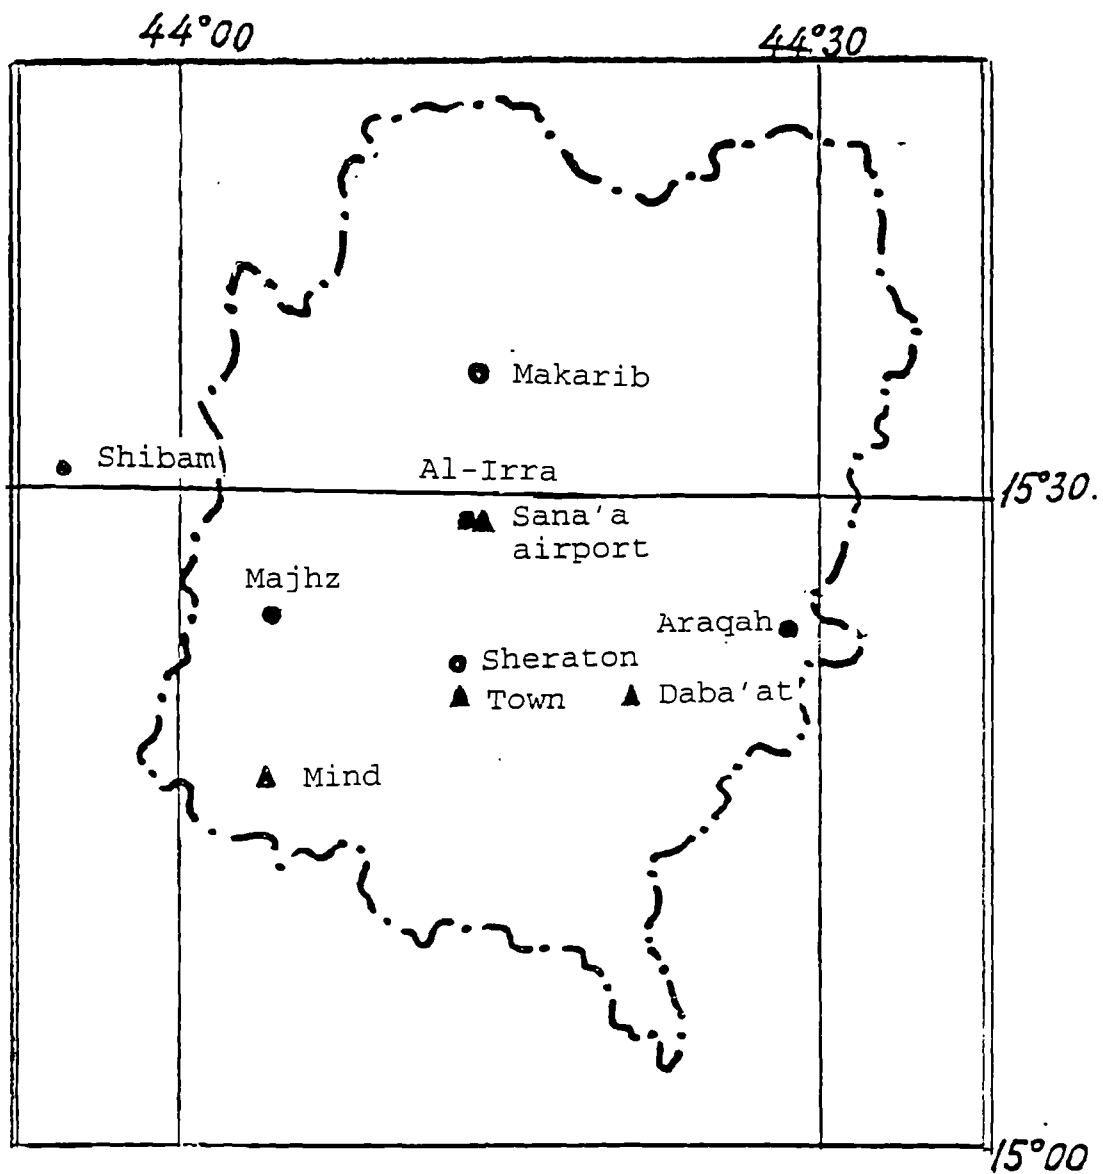 44°00
44°30
Makarib
Shibam
Al-Irra
15°30.
Sana'a
airport
Majhz
Araqah
Sheraton
Town
Daba'at
Mind
15°00